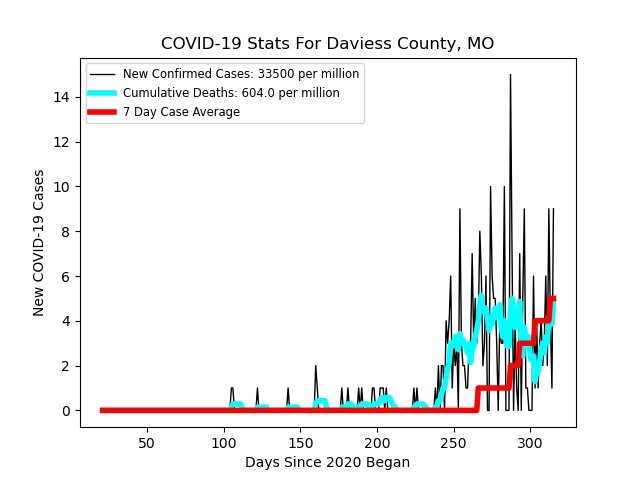 COVID-19 Stats For Daviess County, MO
New Confirmed Cases: 33500 per million
Cumulative Deaths: 604.0 per million
7 Day Case Average
New COVID-19 Cases
14
12
10
8
6
4
2
0
50 100 150 200 250 300
Days Since 2020 Began